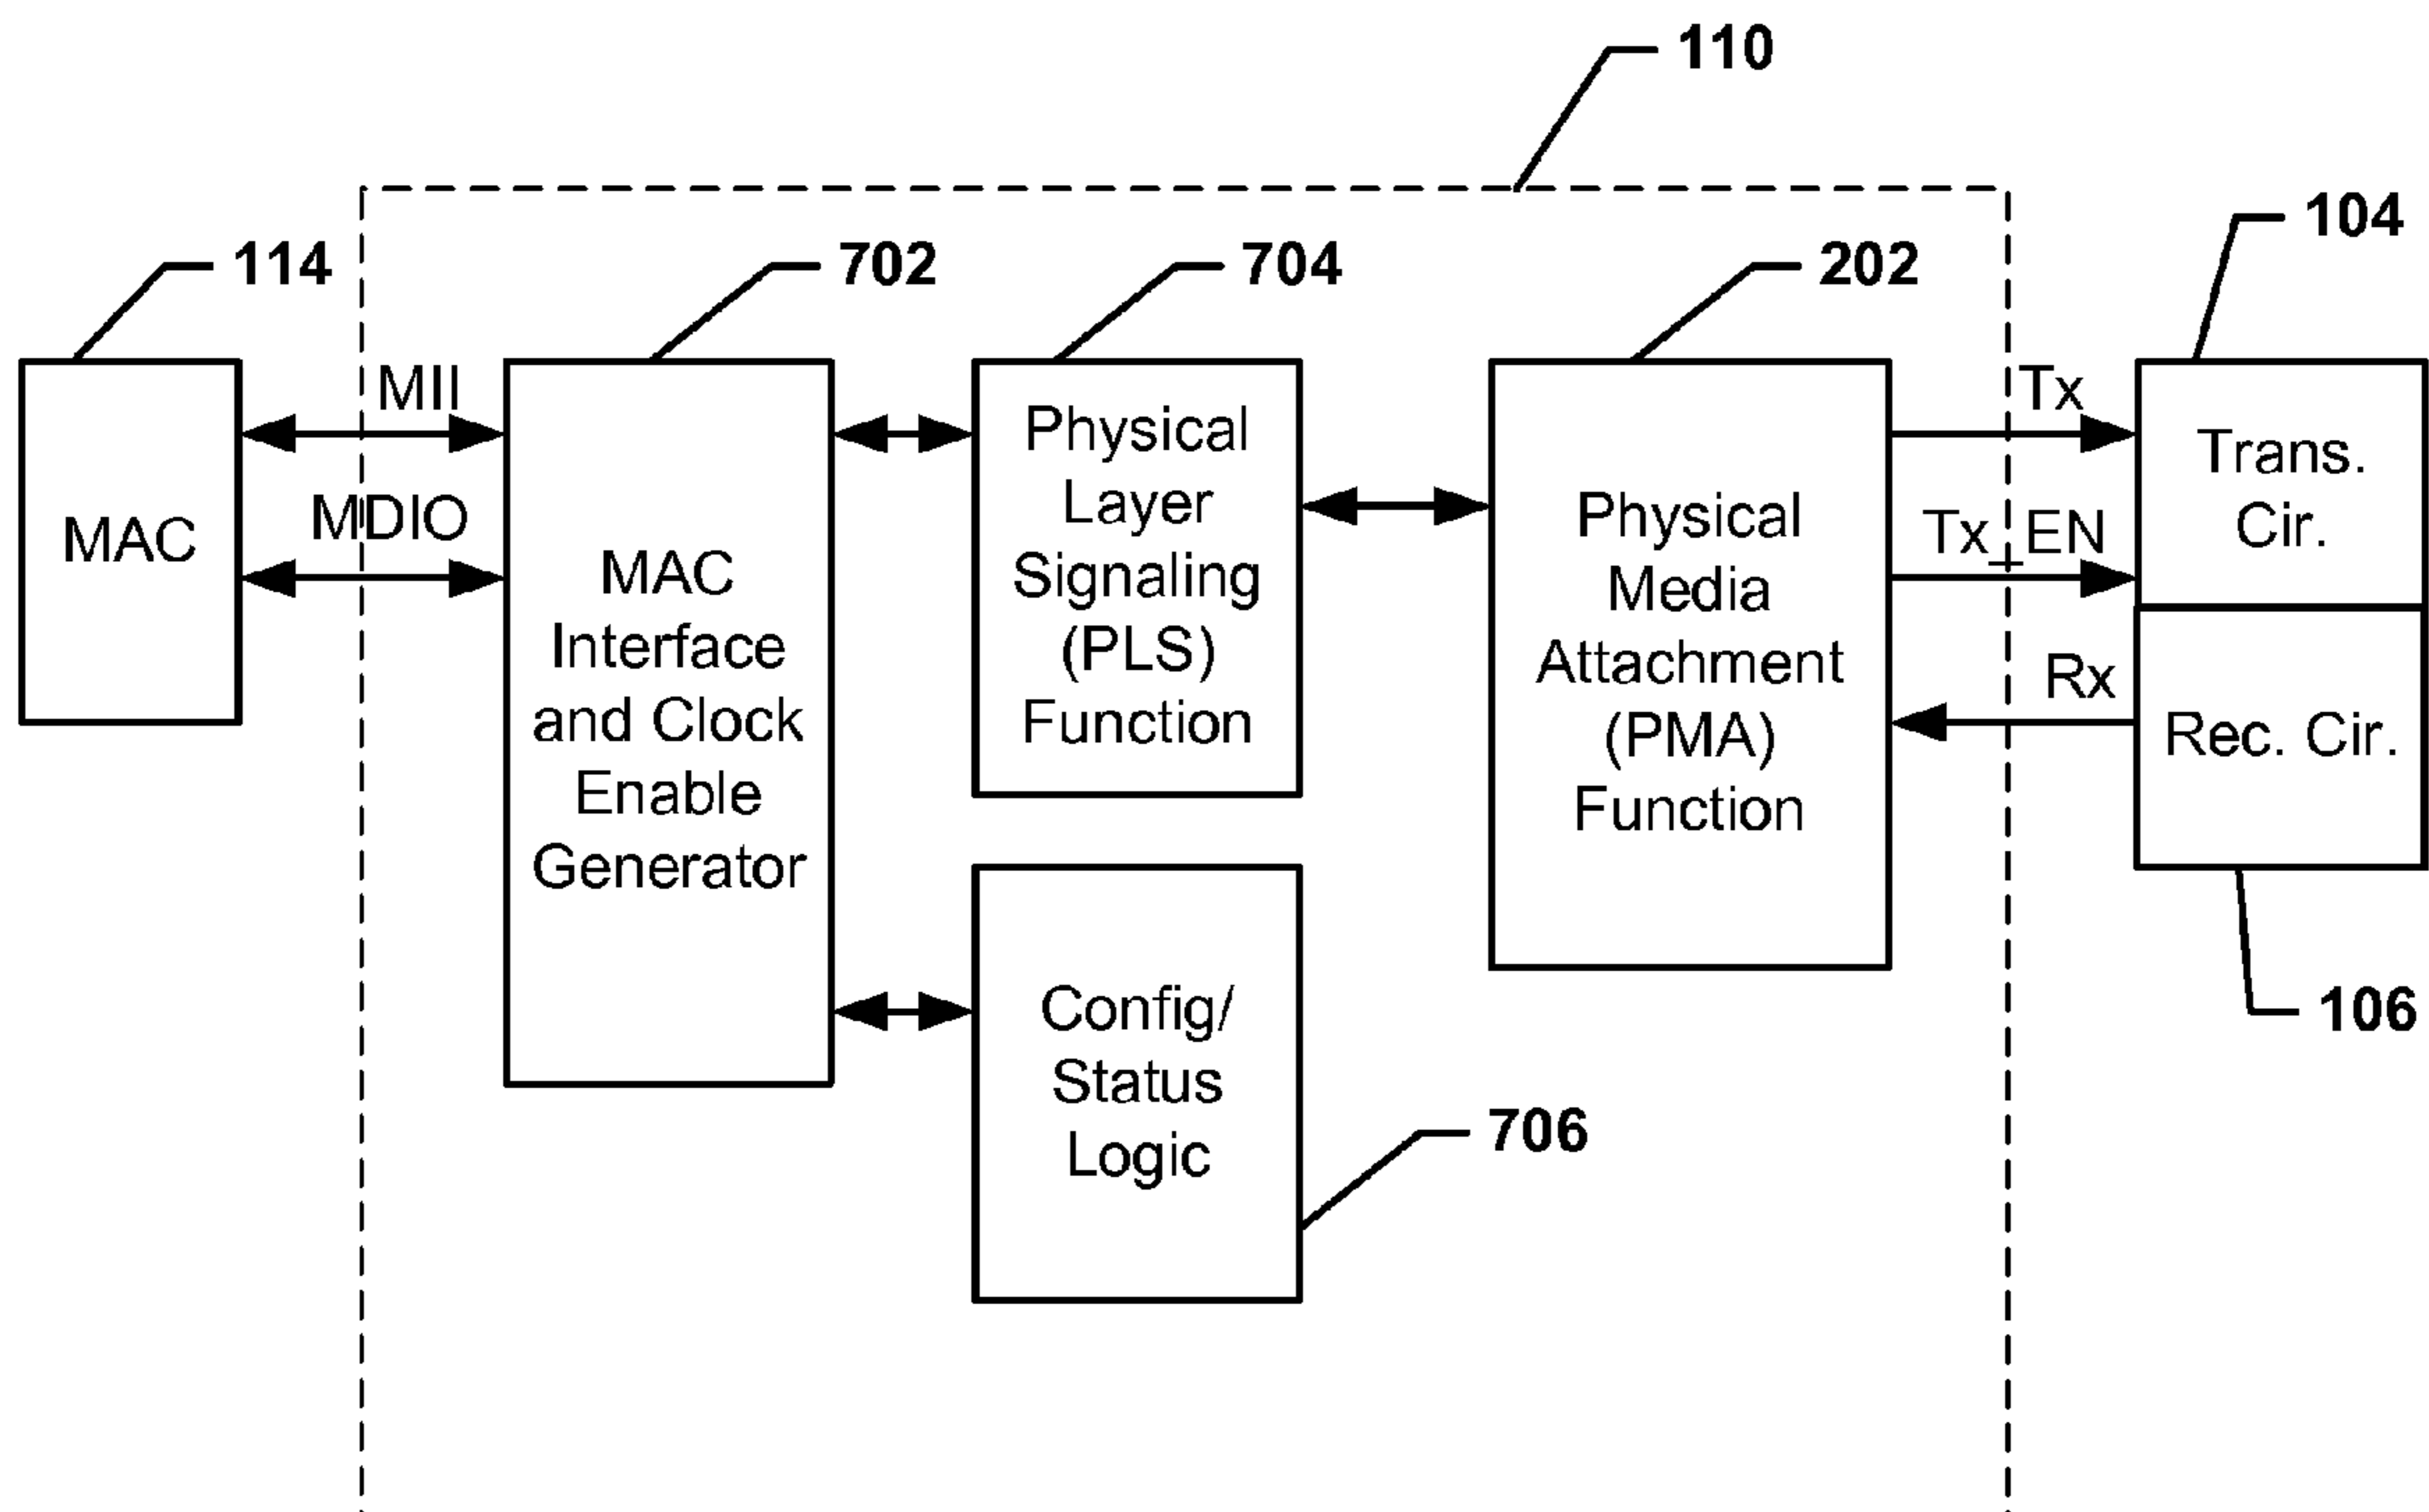 110
104
114
702
704
202
MAC
MII
MDIO
MAC
Interface
and Clock
Enable
Generator
Physical
Layer
Signaling
(PLS)
Function
Physical
Media
Attachment
(PMA)
Function
Tx
Tx_EN
Rx
Trans.
Cir.
Rec. Cir.
106
Config/
Status
Logic
706